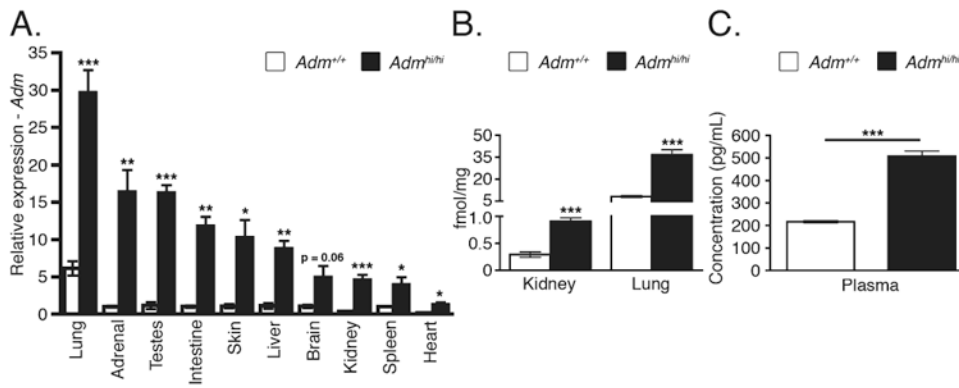 A.
Adm+/+
Admhi/hi
Relative expression - Adm
35
30
25
20
15
10
5
0
***
**
***
**
*
**
p = 0.06
***
*
*
Lung
Adrenal
Testes
Intestine
Skin
Liver
Brain
Kidney
Spleen
Heart
B.
Adm+/+
Admhi/hi
fmol/mg
50
35
15
5
1.0
0.5
0
***
***
Kidney
Lung
C.
Adm+/+
Admhi/hi
Concentration (pg/mL)
600
500
400
300
200
100
0
***
Plasma